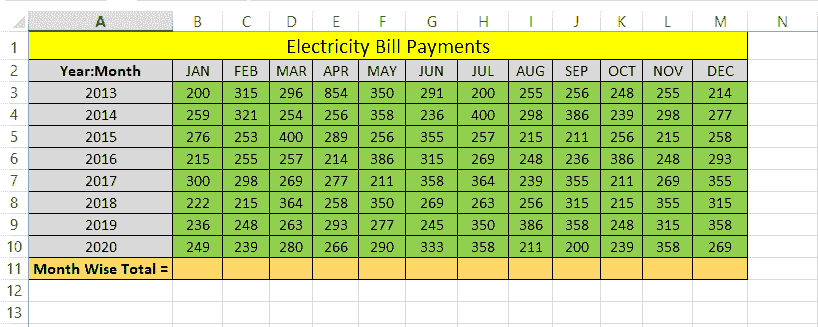 A B C D E F G H I J K L M N
1 Electricity Bill Payments
2 Year:Month JAN FEB MAR APR MAY JUN JUL AUG SEP OCT NOV DEC
3 2013 200 315 296 854 350 291 200 255 256 248 255 214
4 2014 259 321 254 256 358 236 400 298 386 239 298 277
5 2015 276 253 400 289 256 355 257 215 211 256 215 258
6 2016 215 255 257 214 386 315 269 248 236 386 248 293
7 2017 300 298 269 277 211 358 364 239 355 211 269 355
8 2018 222 215 364 258 350 269 263 256 315 215 355 315
9 2019 236 248 263 293 277 245 350 386 358 248 315 358
10 2020 249 239 280 266 290 333 358 211 200 239 358 269
11 Month Wise Total =
12
13